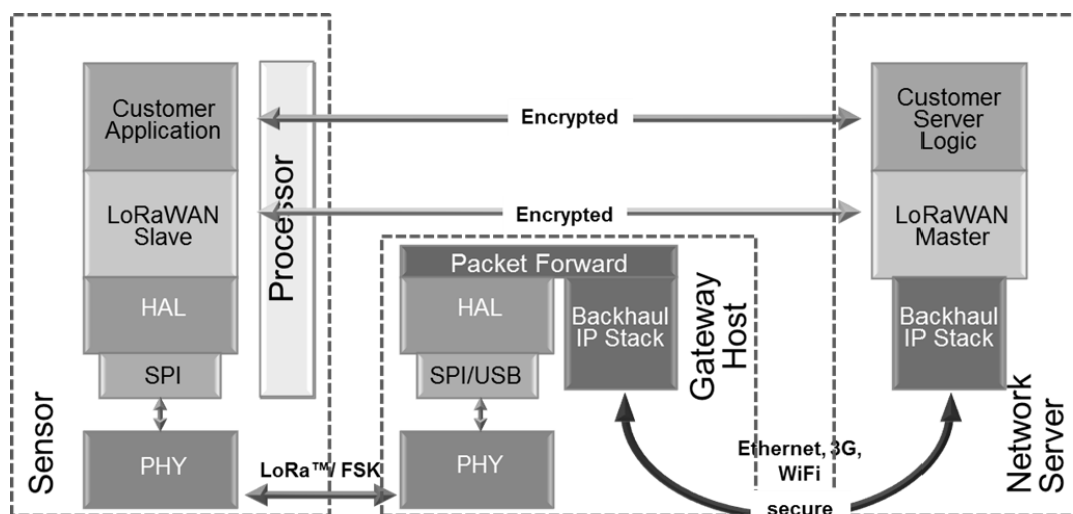 Sensor
Customer
Application
LoRaWAN
Slave
HAL
SPI
PHY
Processor
Encrypted
Encrypted
LoRa™/ FSK
Packet Forward
HAL
SPI/USB
PHY
Backhaul
IP Stack
Gateway
Host
Ethernet, 3G,
WiFi
secure
Customer
Server
Logic
LoRaWAN
Master
Backhaul
IP Stack
Network
Server